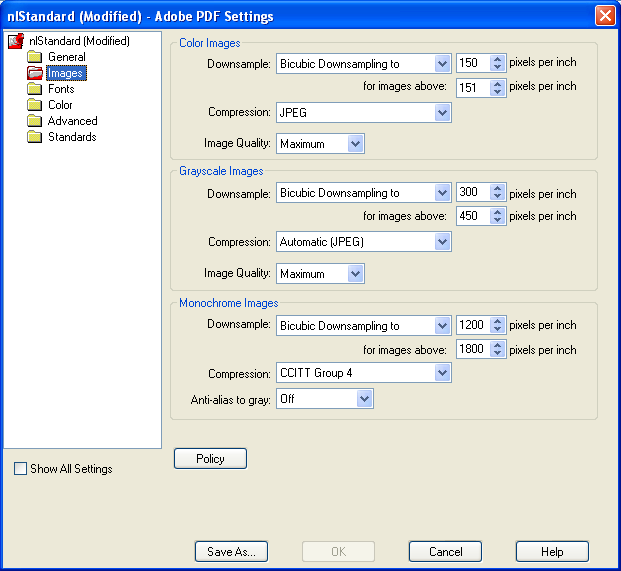 nlStandard (Modified) - Adobe PDF Settings
nlStandard (Modified)
General
Images
Fonts
Color
Advanced
Standards
Show All Settings
Color Images
Downsample: Bicubic Downsampling to 150 pixels per inch
for images above: 151 pixels per inch
Compression: JPEG
Image Quality: Maximum
Grayscale Images
Downsample: Bicubic Downsampling to 300 pixels per inch
for images above: 450 pixels per inch
Compression: Automatic (JPEG)
Image Quality: Maximum
Monochrome Images
Downsample: Bicubic Downsampling to 1200 pixels per inch
for images above: 1800 pixels per inch
Compression: CCITT Group 4
Anti-alias to gray: Off
Policy
Save As... OK Cancel Help